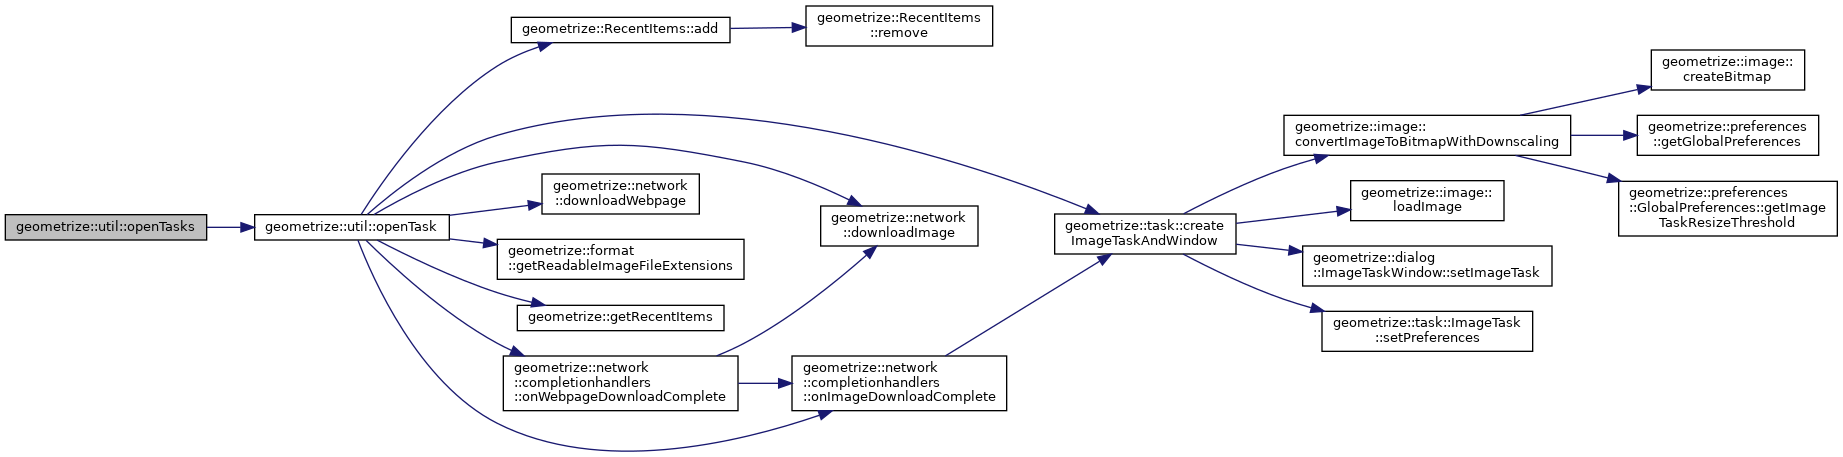 geometrize::util::openTasks
geometrize::util::openTask
geometrize::RecentItems::add
geometrize::RecentItems
::remove
geometrize::network
::downloadWebpage
geometrize::format
::getReadableImageFileExtensions
geometrize::getRecentItems
geometrize::network
::completionhandlers
::onWebpageDownloadComplete
geometrize::network
::downloadImage
geometrize::network
::completionhandlers
::onImageDownloadComplete
geometrize::task::create
ImageTaskAndWindow
geometrize::image::
convertImageToBitmapWithDownscaling
geometrize::image::
loadImage
geometrize::dialog
::ImageTaskWindow::setImageTask
geometrize::task::ImageTask
::setPreferences
geometrize::image::
createBitmap
geometrize::preferences
::getGlobalPreferences
geometrize::preferences
::GlobalPreferences::getImage
TaskResizeThreshold